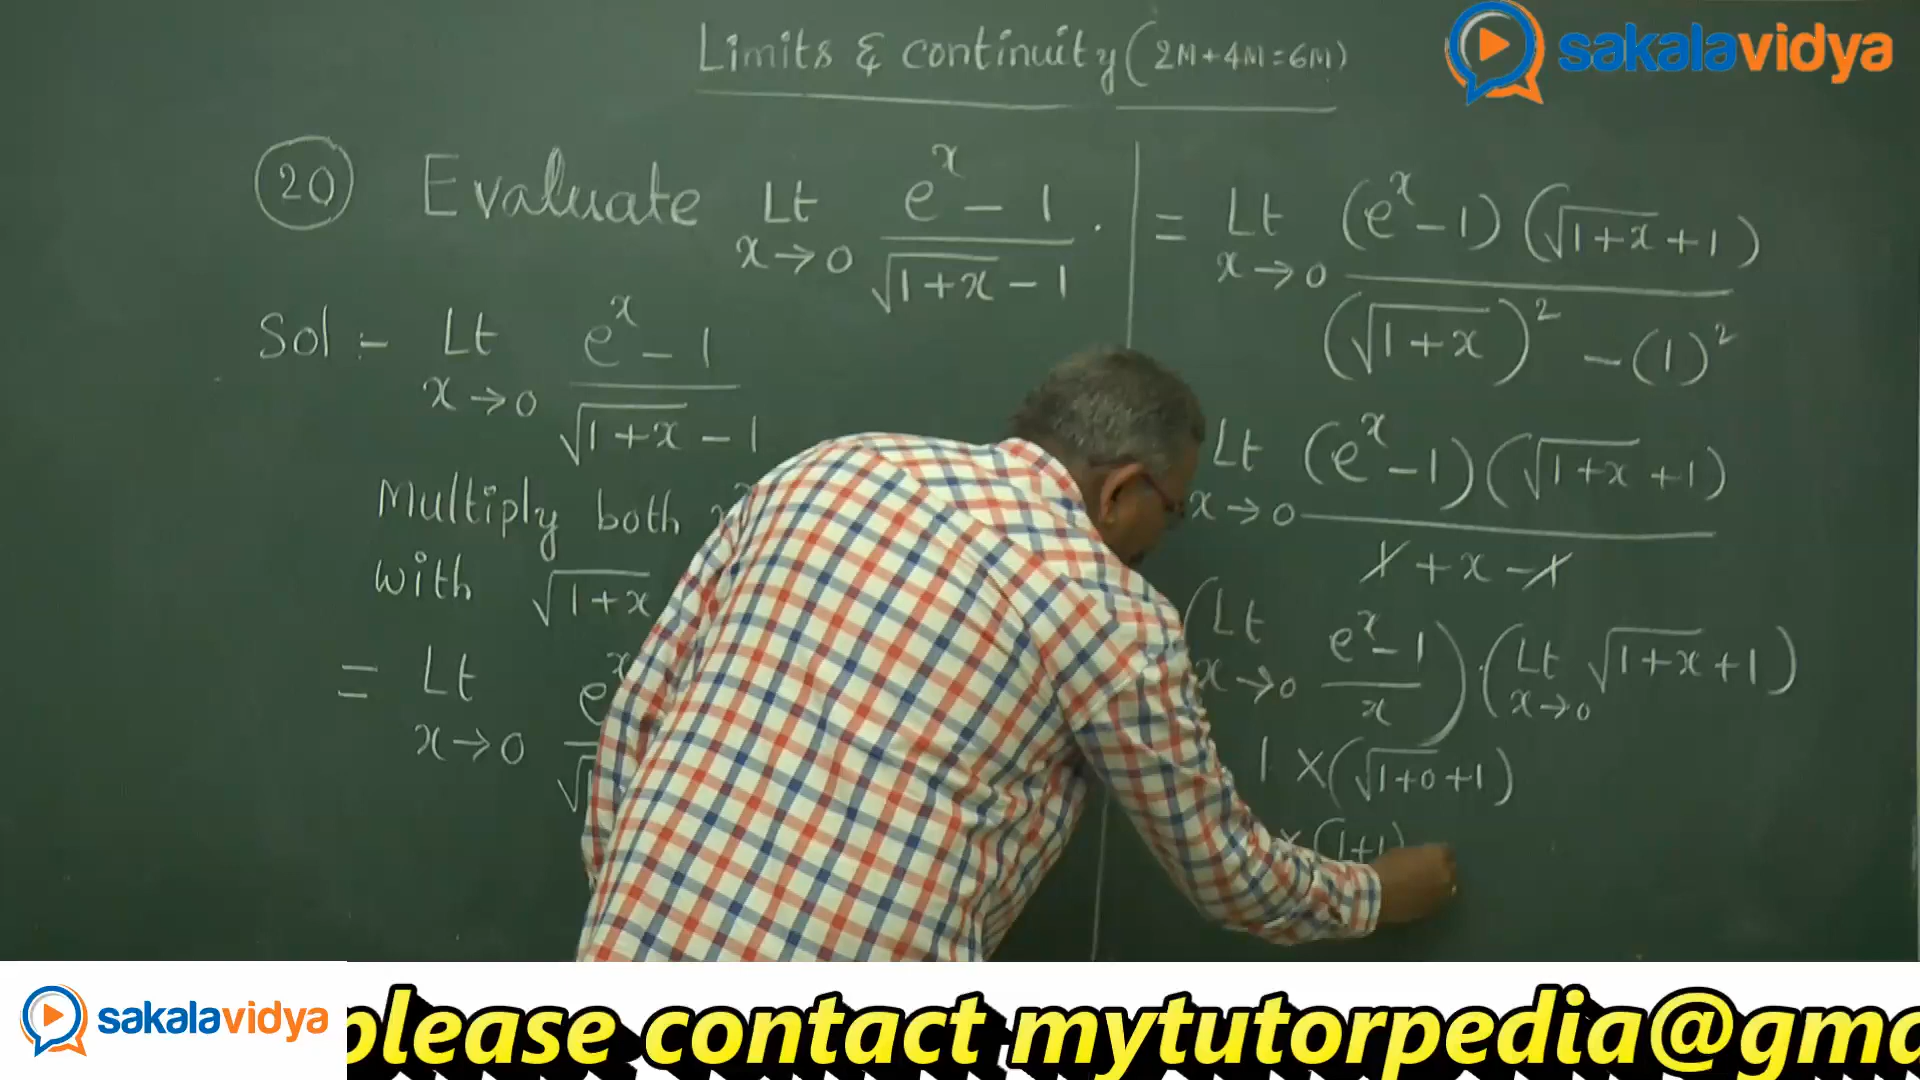 Limits & continuity (2M+4M=6M)
sakalavidya
20 Evaluate Lt x→0 (e^x - 1)/(√(1+x) - 1) .
Sol :- Lt x→0 (e^x - 1)/(√(1+x) - 1)
Multiply both
with √1+x
= Lt x→0 e^x
= Lt x→0 (e^x - 1)(√(1+x) + 1) / (√(1+x))^2 - (1)^2
Lt x→0 (e^x - 1)(√(1+x) + 1) / 1 + x - 1
(Lt x→0 (e^x - 1)/x) . (Lt x→0 √(1+x) + 1)
1 × (√(1+0) + 1)
× (1+1)
sakalavidya
please contact mytutorpedia@gma